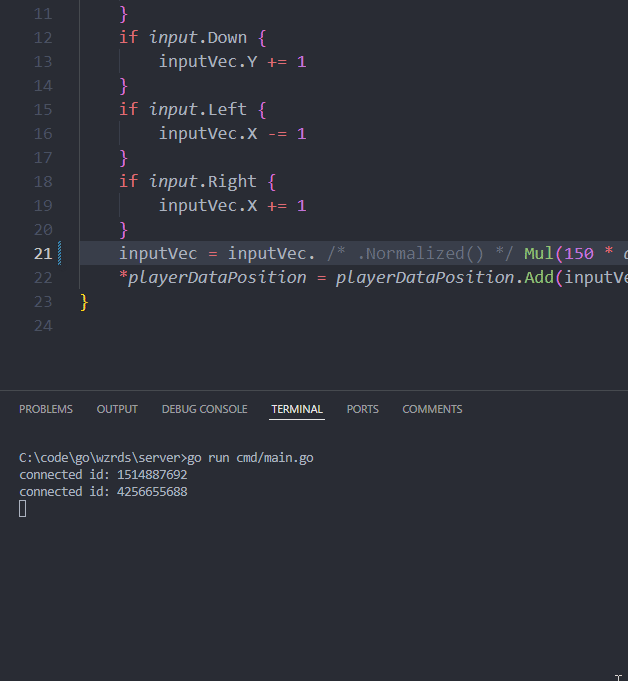 11 }
12 if input.Down {
13 inputVec.Y += 1
14 }
15 if input.Left {
16 inputVec.X -= 1
17 }
18 if input.Right {
19 inputVec.X += 1
20 }
21 inputVec = inputVec. /* .Normalized() */ Mul(150 *
22 *playerDataPosition = playerDataPosition.Add(inputVe
23 }
24
PROBLEMS OUTPUT DEBUG CONSOLE TERMINAL PORTS COMMENTS
C:\code\go\wzrds\server>go run cmd/main.go
connected id: 1514887692
connected id: 4256655688